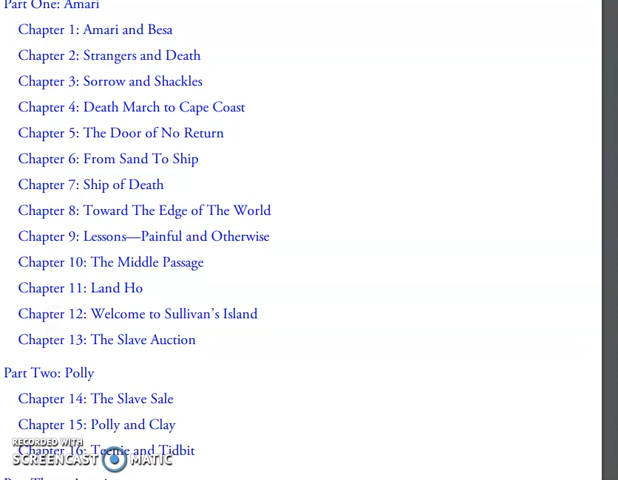 Part One: Amari
Chapter 1: Amari and Besa
Chapter 2: Strangers and Death
Chapter 3: Sorrow and Shackles
Chapter 4: Death March to Cape Coast
Chapter 5: The Door of No Return
Chapter 6: From Sand To Ship
Chapter 7: Ship of Death
Chapter 8: Toward The Edge of The World
Chapter 9: Lessons—Painful and Otherwise
Chapter 10: The Middle Passage
Chapter 11: Land Ho
Chapter 12: Welcome to Sullivan’s Island
Chapter 13: The Slave Auction
Part Two: Polly
Chapter 14: The Slave Sale
Chapter 15: Polly and Clay
RECORDED WITH
Chapter 16: Teenie and Tidbit
SCREENCAST MATIC